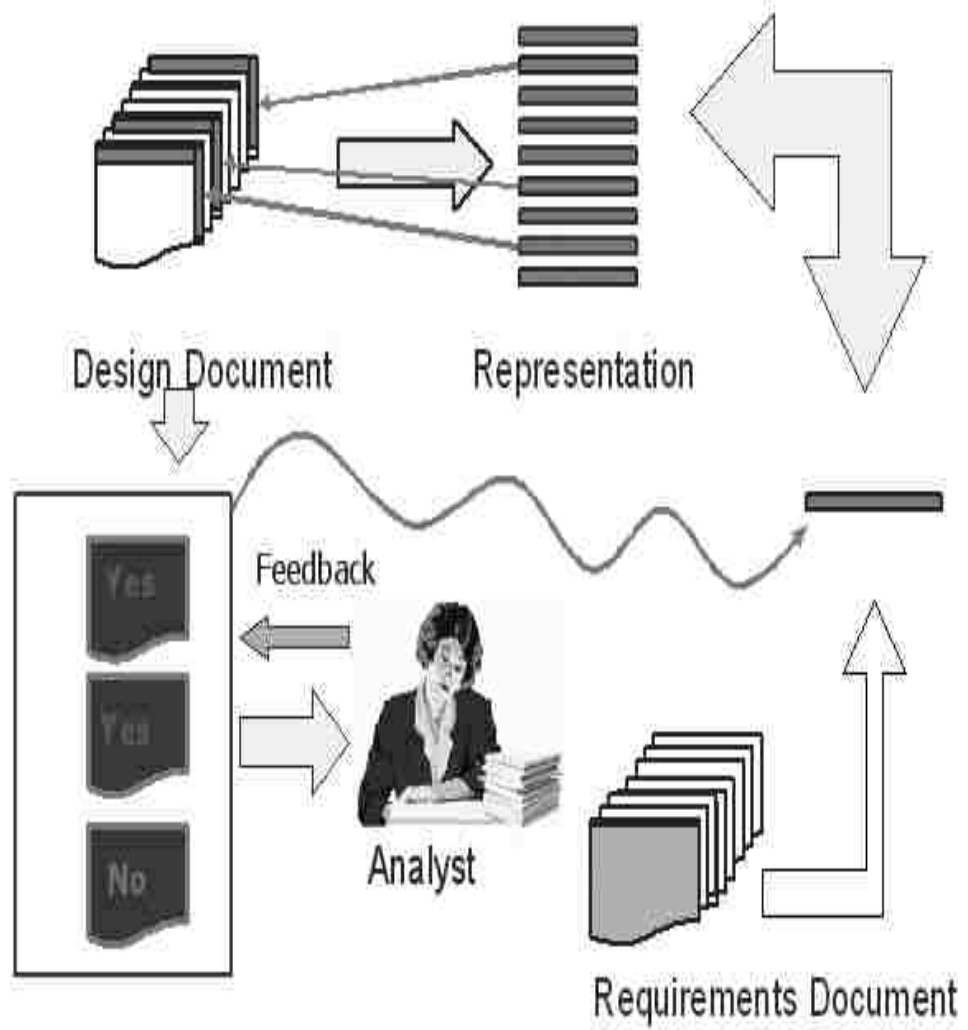 Design Document
Representation
Feedback
Yes
Yes
No
Analyst
Requirements Document